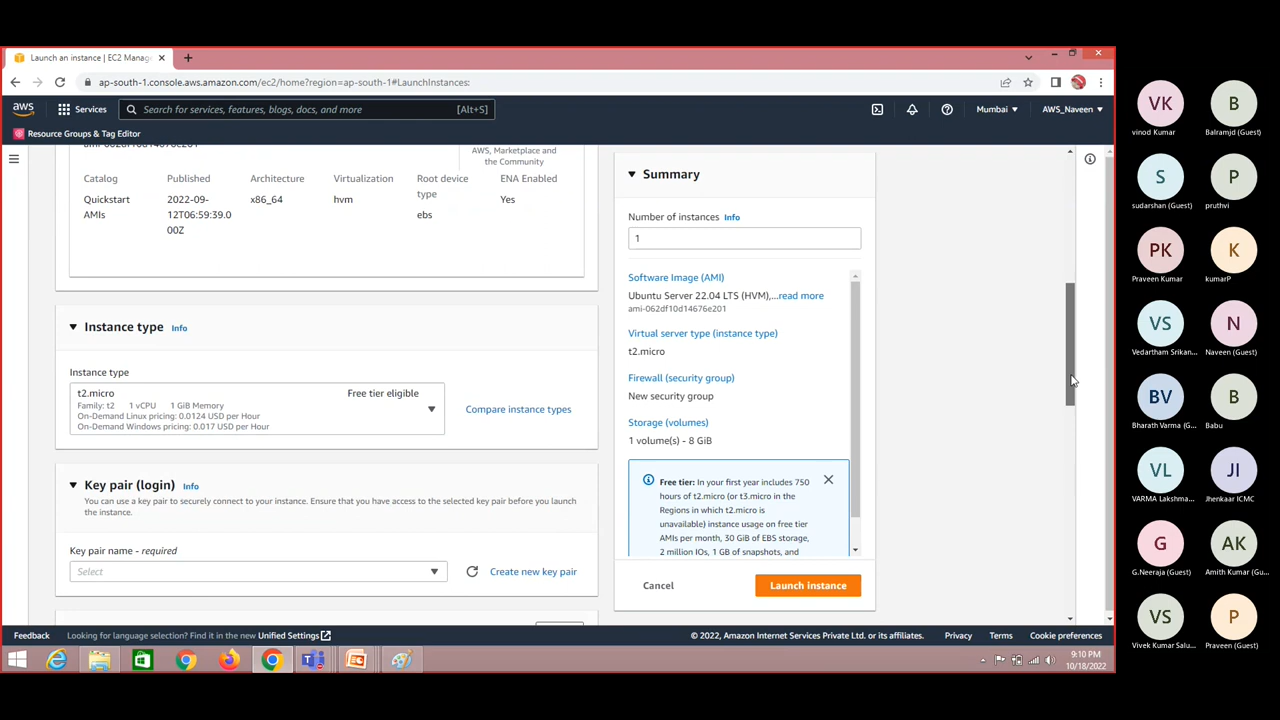 Launch an instance | EC2 Manag
ap-south-1.console.aws.amazon.com/ec2/home?region=ap-south-1#LaunchInstances:
aws
Services
Search for services, features, blogs, docs, and more
[Alt+S]
Mumbai
AWS_Naveen
Resource Groups & Tag Editor
ami-062df10d14676e201
AWS, Marketplace and
the Community
Catalog
Published
Architecture
Virtualization
Root device
type
ENA Enabled
Quickstart
AMIs
2022-09-
12T06:59:39.0
00Z
x86_64
hvm
ebs
Yes
Instance type
Info
Instance type
t2.micro
Free tier eligible
Family: t2 1 vCPU 1 GiB Memory
On-Demand Linux pricing: 0.0124 USD per Hour
On-Demand Windows pricing: 0.017 USD per Hour
Compare instance types
Key pair (login)
Info
You can use a key pair to securely connect to your instance. Ensure that you have access to the selected key pair before you launch
the instance.
Key pair name - required
Select
Create new key pair
Summary
Number of instances
Info
1
Software Image (AMI)
Ubuntu Server 22.04 LTS (HVM),...read more
ami-062df10d14676e201
Virtual server type (instance type)
t2.micro
Firewall (security group)
New security group
Storage (volumes)
1 volume(s) - 8 GiB
Free tier: In your first year includes 750
hours of t2.micro (or t3.micro in the
Regions in which t2.micro is
unavailable) instance usage on free tier
AMIs per month, 30 GiB of EBS storage,
2 million IOs, 1 GB of snapshots, and
Cancel
Launch instance
Feedback
Looking for language selection? Find it in the new Unified Settings
© 2022, Amazon Internet Services Private Ltd. or its affiliates.
Privacy
Terms
Cookie preferences
9:10 PM
10/18/2022
VK
vinod Kumar
B
Balramjd (Guest)
S
sudarshan (Guest)
P
pruthvi
PK
Praveen Kumar
K
kumarP
VS
Vedartham Srikan...
N
Naveen (Guest)
BV
Bharath Varma (G...
B
Babu
VL
VARMA Lakshma...
JI
Jhenkaar ICMC
G
G.Neeraja (Guest)
AK
Amith Kumar (Gu...
VS
Vivek Kumar Salu...
P
Praveen (Guest)